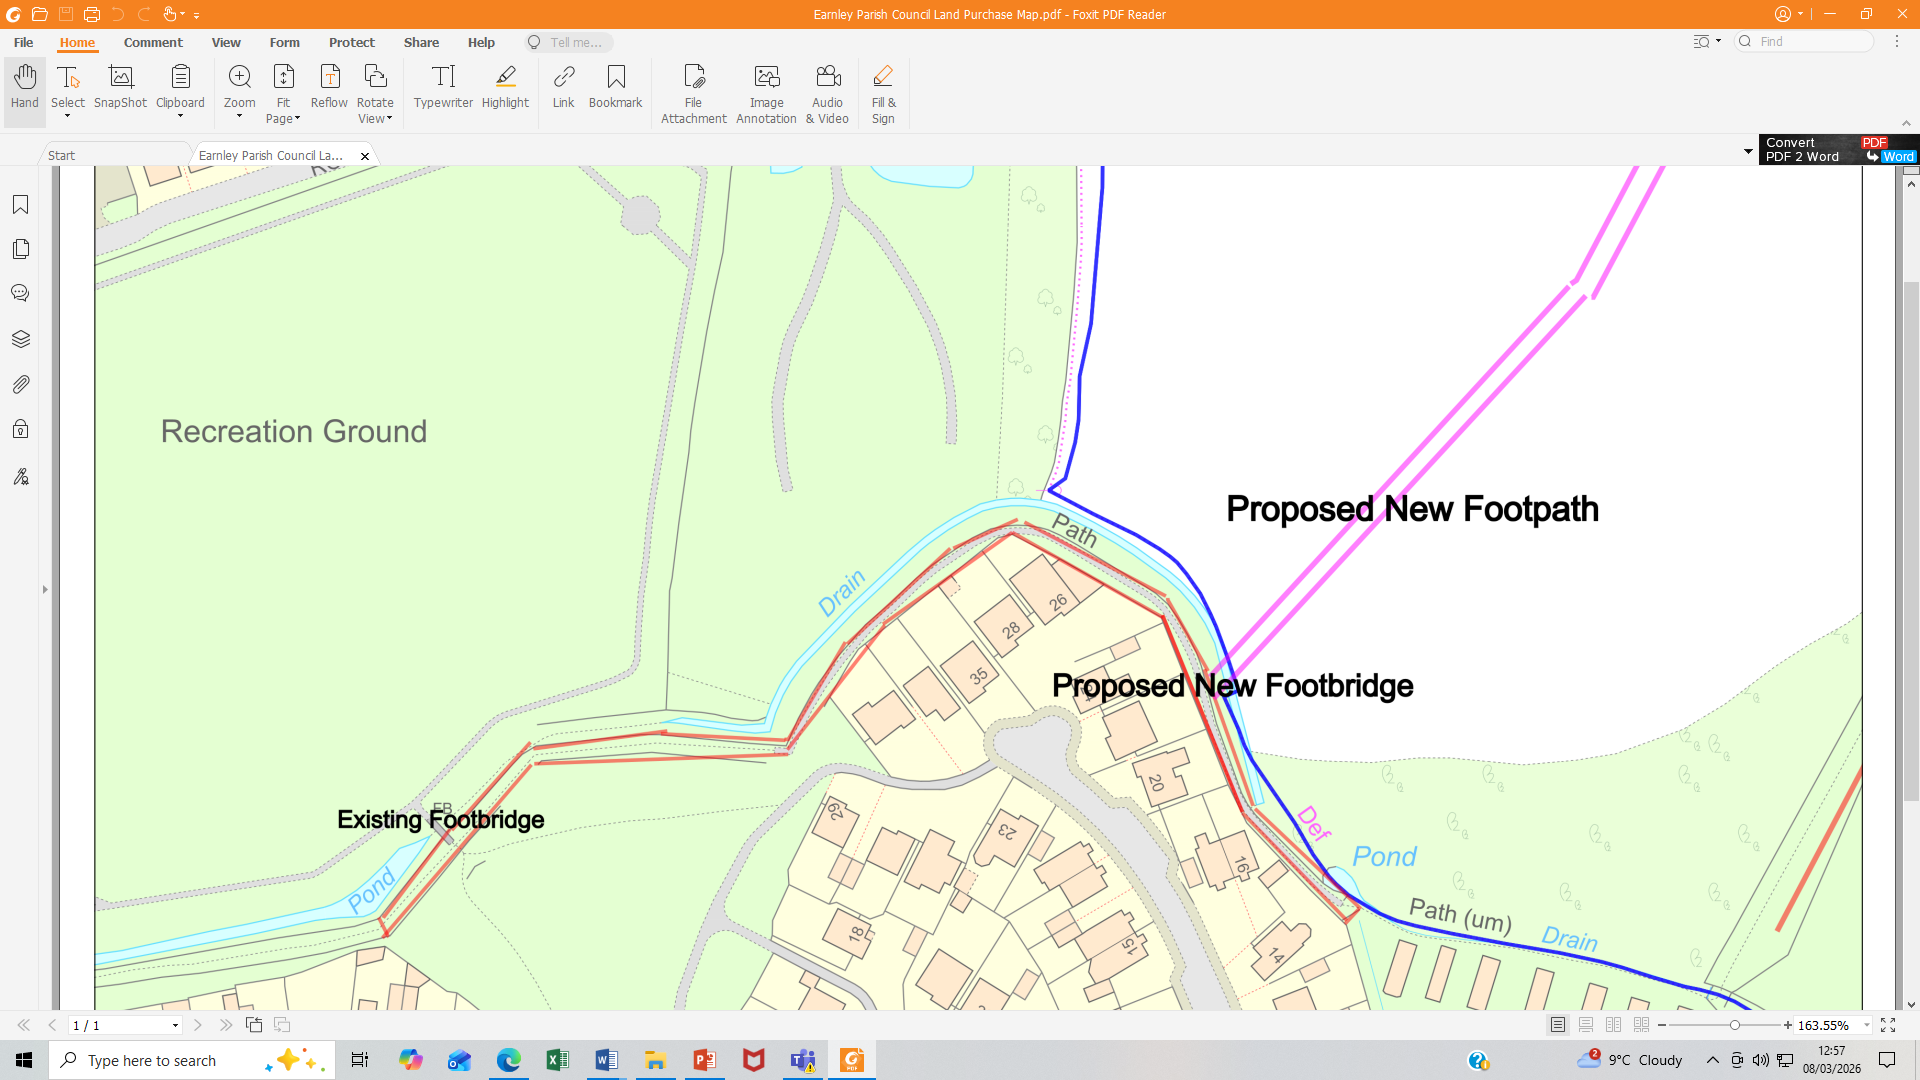 Earnley Parish Council Land Purchase Map.pdf - Foxit PDF Reader
File Home Comment View Form Protect Share Help Tell me... Find
Hand Select SnapShot Clipboard Zoom Fit Page Reflow Rotate View Typewriter Highlight Link Bookmark File Attachment Image Annotation Audio & Video Fill & Sign
Start Earnley Parish Council La... Convert PDF 2 Word PDF Word
Recreation Ground
Proposed New Footpath
Path
Drain
26
28
35
Proposed New Footbridge
20
FB
Existing Footbridge
29
23
Def
Pond
16
Pond
Path (um)
18
15
14
Drain
1 / 1
163.55%
Type here to search
2
9°C Cloudy
12:57
08/03/2026